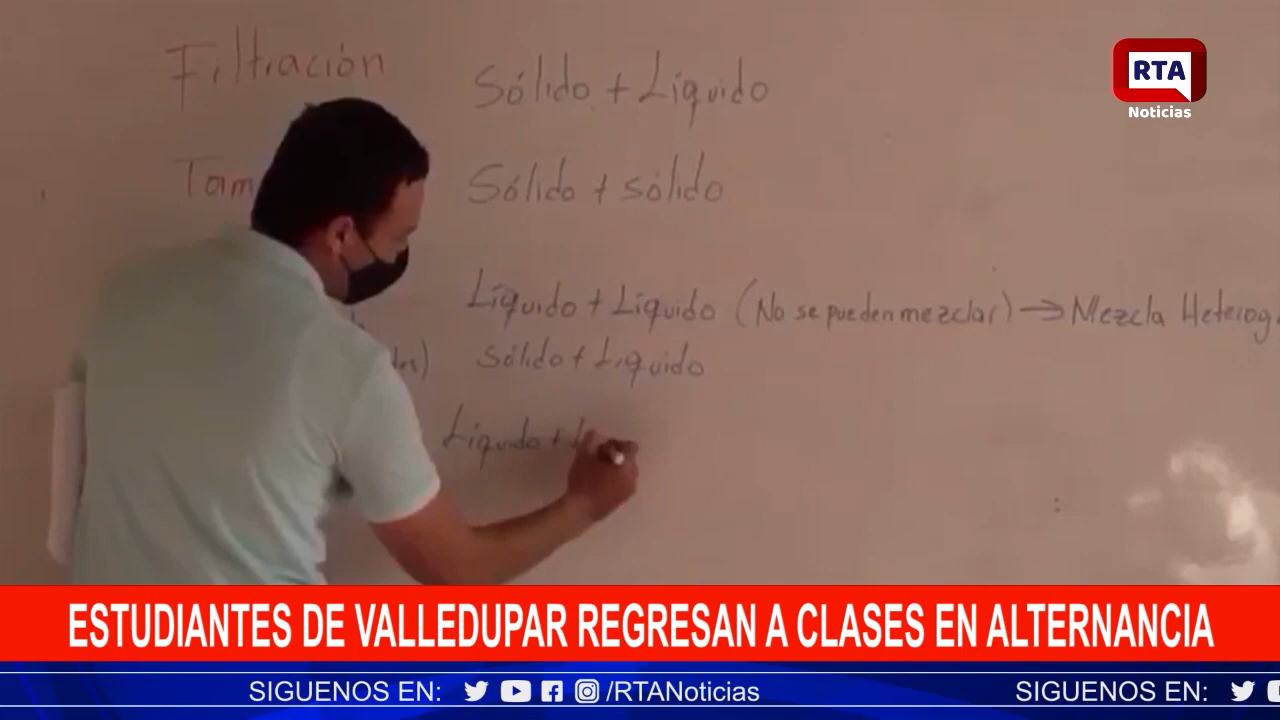 Filtración Sólido + Líquido
RTA
Noticias
Sólido + sólido
Líquido + Líquido (No se pueden mezclar) → Mezcla
Sólido + Líquido
Líquido +
ESTUDIANTES DE VALLEDUPAR REGRESAN A CLASES EN ALTERNANCIA
SIGUENOS EN: /RTANoticias SIGUENOS EN: